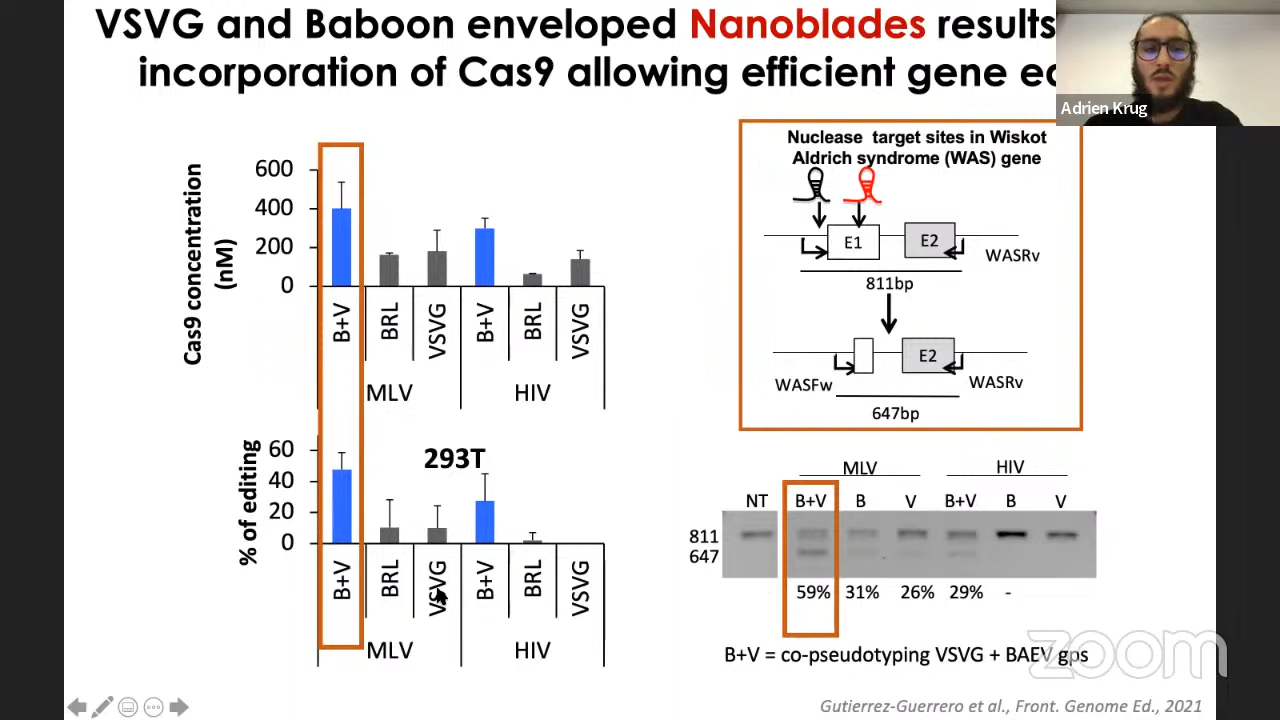 VSVG and Baboon enveloped Nanoblades results
incorporation of Cas9 allowing efficient gene
Adrien Krug
Cas9 concentration
(nM)
600
400
200
0
B+V
BRL
VSVG
B+V
BRL
VSVG
MLV
HIV
% of editing
60
40
20
0
293T
B+V
BRL
VSVG
B+V
BRL
VSVG
MLV
HIV
Nuclease target sites in Wiskot
Aldrich syndrome (WAS) gene
E1
E2
WASRv
811bp
E2
WASFw
WASRv
647bp
MLV
HIV
NT
B+V
B
V
B+V
B
V
811
647
59%
31%
26%
29%
-
B+V = co-pseudotyping VSVG + BAEV gps
zoom
Gutierrez-Guerrero et al., Front. Genome Ed., 2021